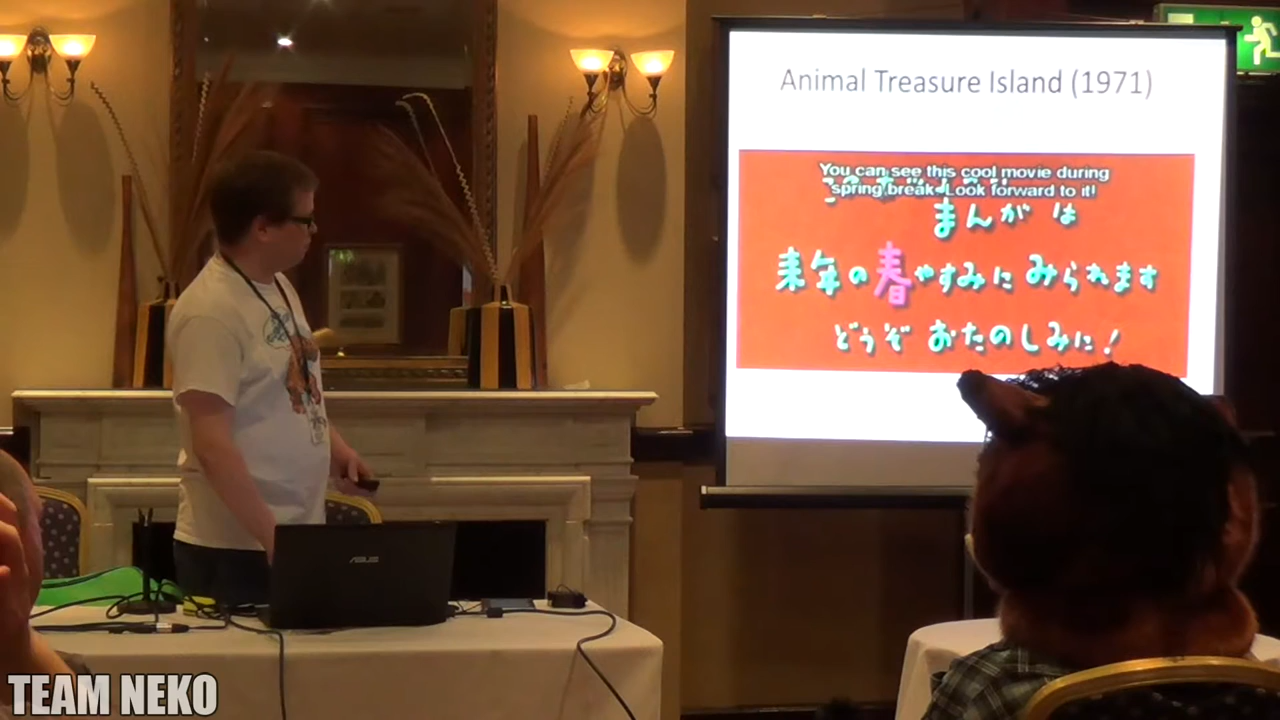 Animal Treasure Island (1971)
You can see this cool movie during
spring break. Look forward to it!
まんがは
来年の春やすみにみられます
どうぞおたのしみに!
ASUS
TEAM NEKO